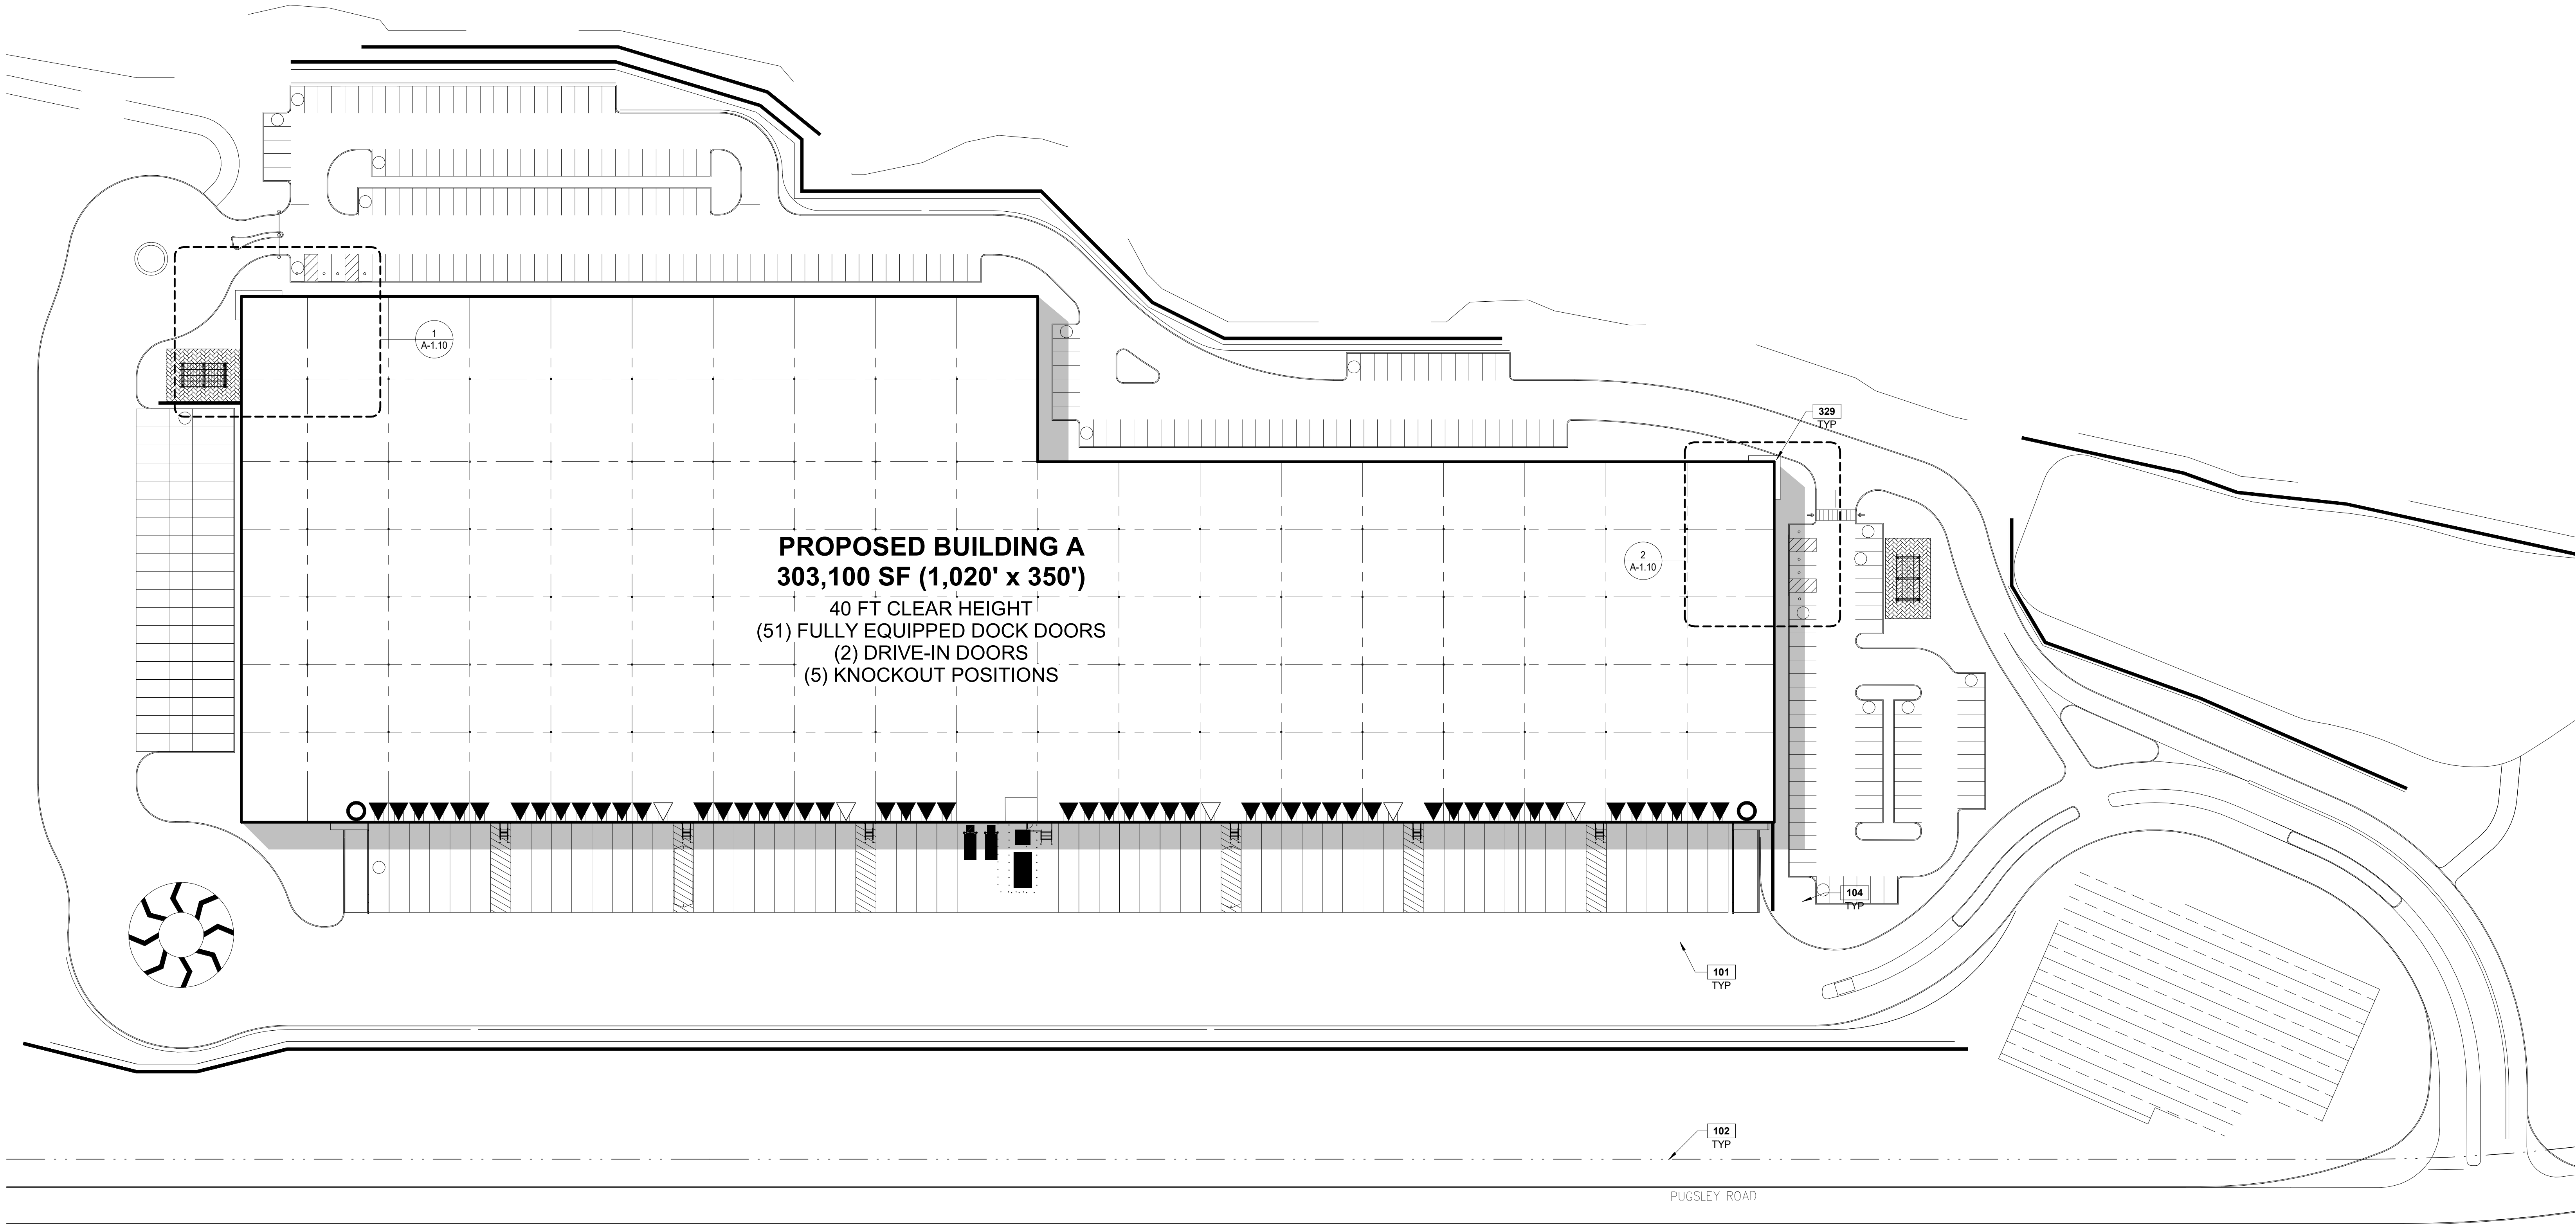 1
A-1.10
329
TYP
PROPOSED BUILDING A
303,100 SF (1,020' x 350')
40 FT CLEAR HEIGHT
(51) FULLY EQUIPPED DOCK DOORS
(2) DRIVE-IN DOORS
(5) KNOCKOUT POSITIONS
2
A-1.10
104
TYP
101
TYP
102
TYP
PUGSLEY ROAD